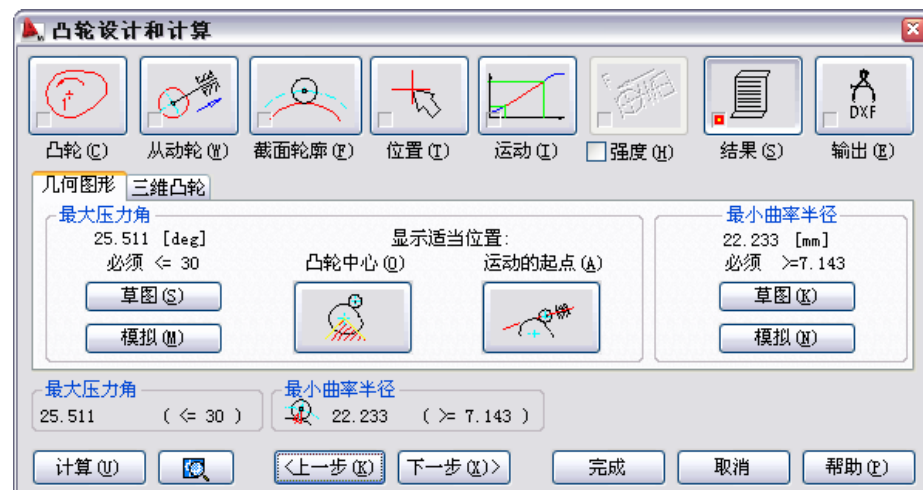 凸轮设计和计算
DXF
凸轮(C) 从动轮(W) 截面轮廓(F) 位置(T) 运动(I) 强度(H) 结果(S) 输出(E)
几何图形 三维凸轮
最大压力角 最小曲率半径
25.511 [deg] 显示适当位置: 22.233 [mm]
必须 <= 30 凸轮中心(O) 运动的起点(A) 必须 >=7.143
草图(S) 草图(K)
模拟(M) 模拟(N)
最大压力角 最小曲率半径
25.511 ( <= 30 ) 22.233 ( >= 7.143 )
计算(U) <上一步(K) 下一步(X)> 完成 取消 帮助(P)